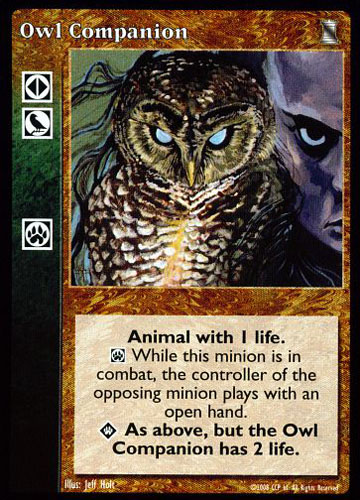 Owl Companion
Animal with 1 life.
While this minion is in
combat, the controller of the
opposing minion plays with an
open hand.
As above, but the Owl
Companion has 2 life.
Illus: Jeff Holt